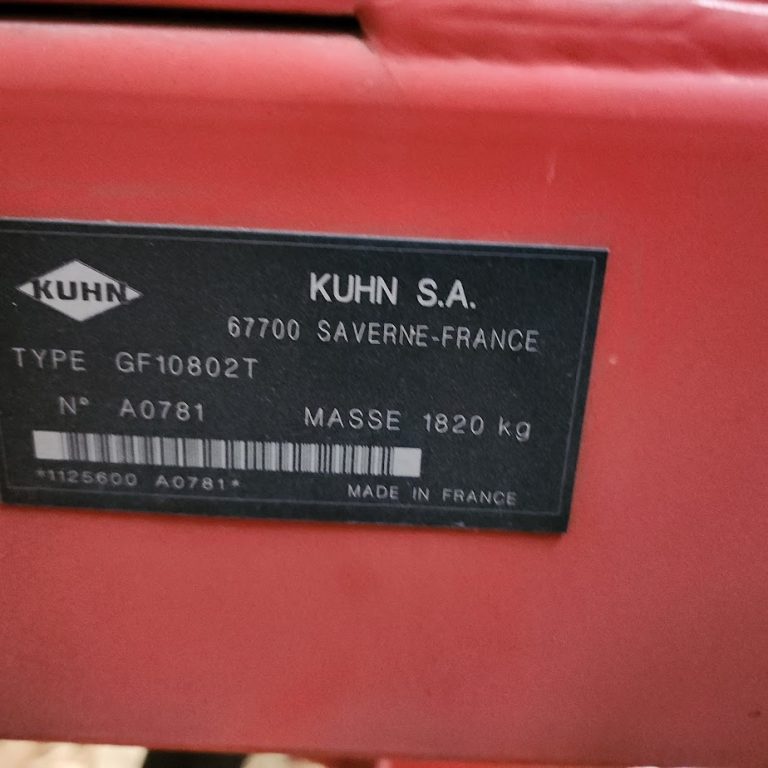 KUHN
KUHN S.A.
67700 SAVERNE-FRANCE
TYPE GF10802T
N° A0781 MASSE 1820 kg
*1125600 A0781*
MADE IN FRANCE